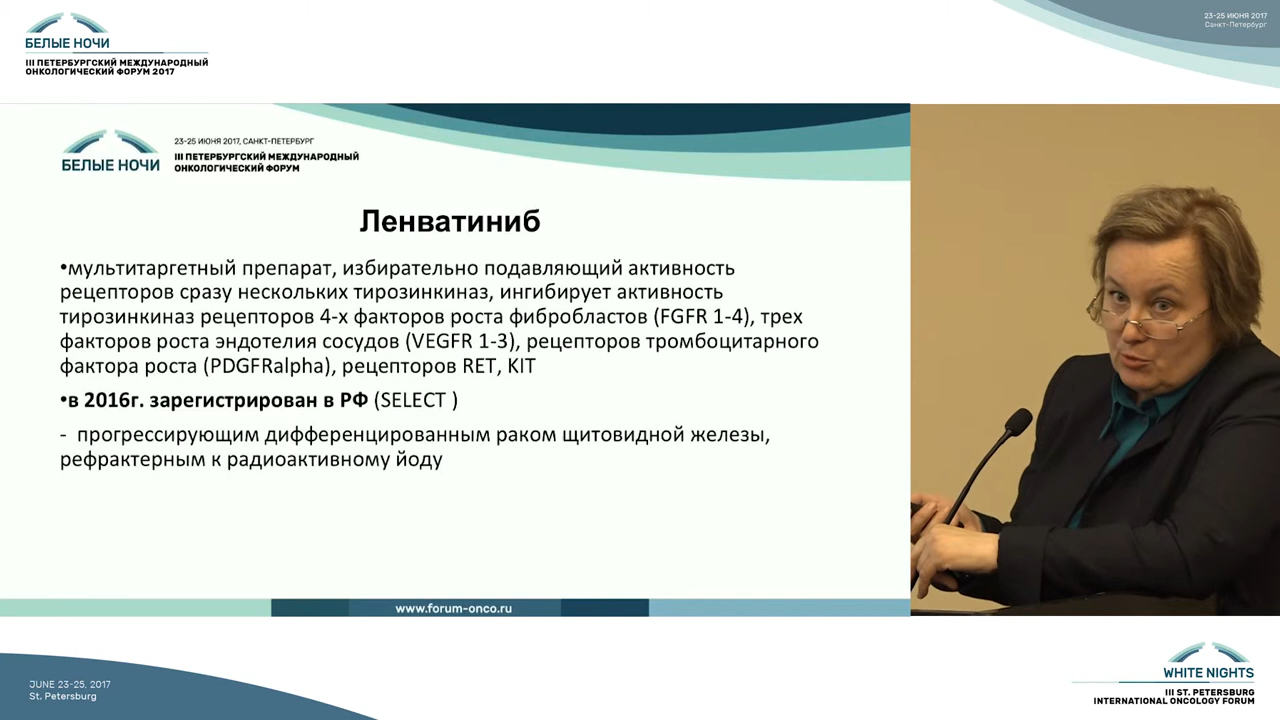 БЕЛЫЕ НОЧИ
III ПЕТЕРБУРГСКИЙ МЕЖДУНАРОДНЫЙ
ОНКОЛОГИЧЕСКИЙ ФОРУМ 2017
23-25 ИЮНЯ 2017
Санкт-Петербург
БЕЛЫЕ НОЧИ
23-25 ИЮНЯ 2017, САНКТ-ПЕТЕРБУРГ
III ПЕТЕРБУРГСКИЙ МЕЖДУНАРОДНЫЙ
ОНКОЛОГИЧЕСКИЙ ФОРУМ
Ленватиниб
•мультитаргетный препарат, избирательно подавляющий активность
рецепторов сразу нескольких тирозинкиназ, ингибирует активность
тирозинкиназ рецепторов 4-х факторов роста фибробластов (FGFR 1-4), трех
факторов роста эндотелия сосудов (VEGFR 1-3), рецепторов тромбоцитарного
фактора роста (PDGFRalpha), рецепторов RET, KIT
•в 2016г. зарегистрирован в РФ (SELECT )
- прогрессирующим дифференцированным раком щитовидной железы,
рефрактерным к радиоактивному йоду
www.forum-onco.ru
JUNE 23-25, 2017
St. Petersburg
WHITE NIGHTS
III ST. PETERSBURG
INTERNATIONAL ONCOLOGY FORUM